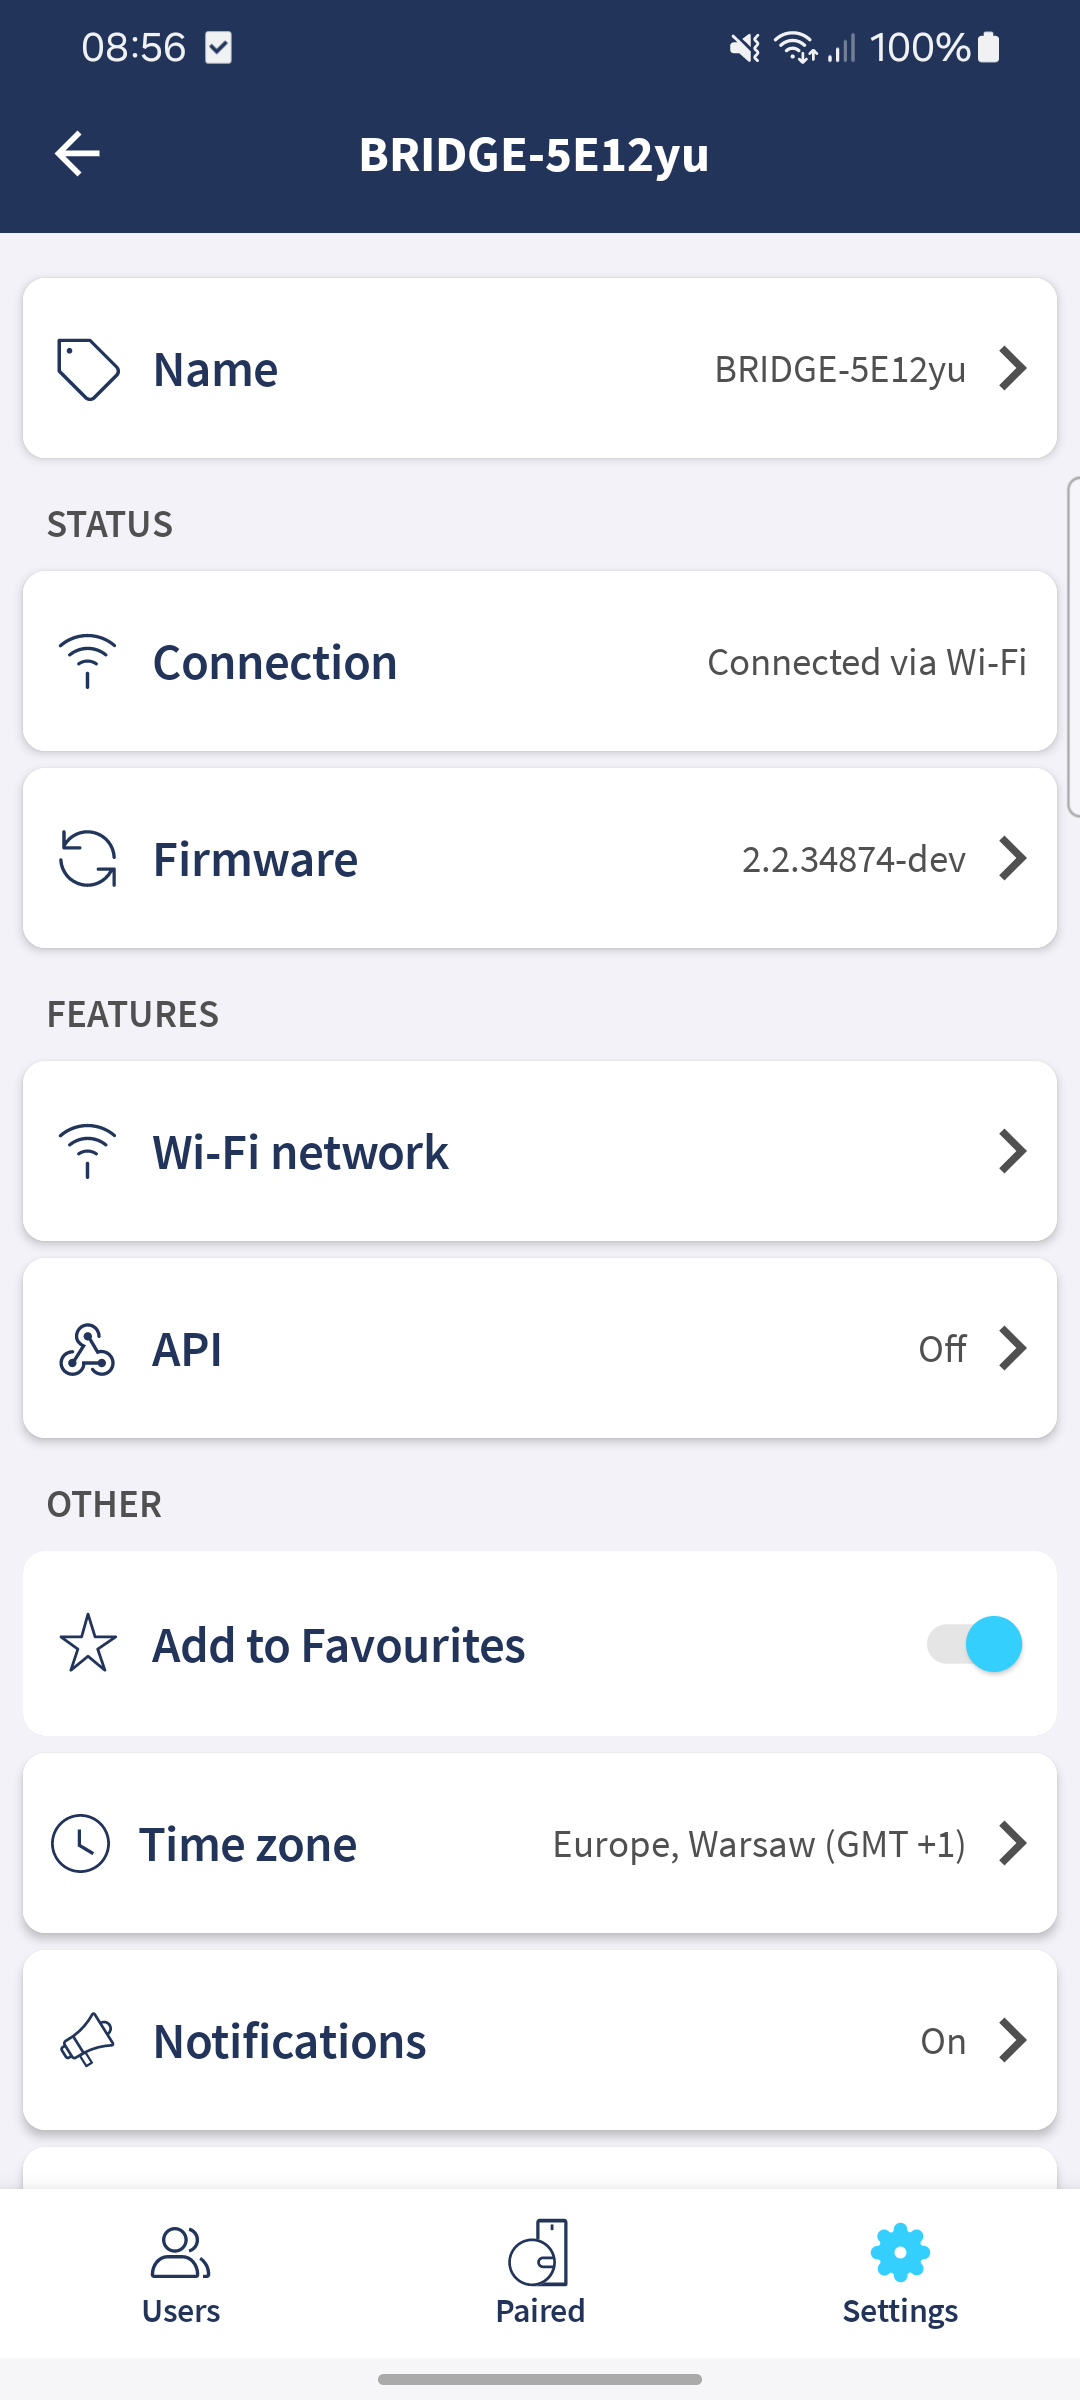 08:56 100%
BRIDGE-5E12yu
Name BRIDGE-5E12yu
STATUS
Connection Connected via Wi-Fi
Firmware 2.2.34874-dev
FEATURES
Wi-Fi network
API Off
OTHER
Add to Favourites
Time zone Europe, Warsaw (GMT +1)
Notifications On
Users Paired Settings